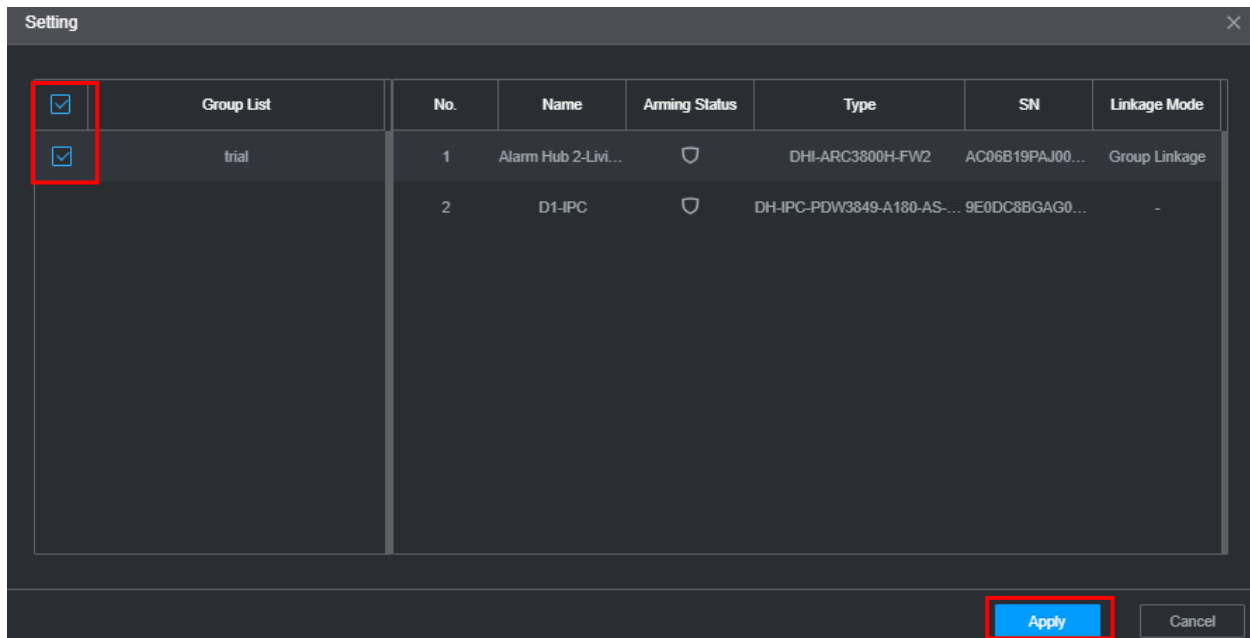 Setting
Group List No. Name Arming Status Type SN Linkage Mode
trial 1 Alarm Hub 2-Livi... DHI-ARC3800H-FW2 AC06B19PAJ00... Group Linkage
2 D1-IPC DH-IPC-PDW3849-A180-AS-... 9E0DC8BGAG0... -
Apply Cancel